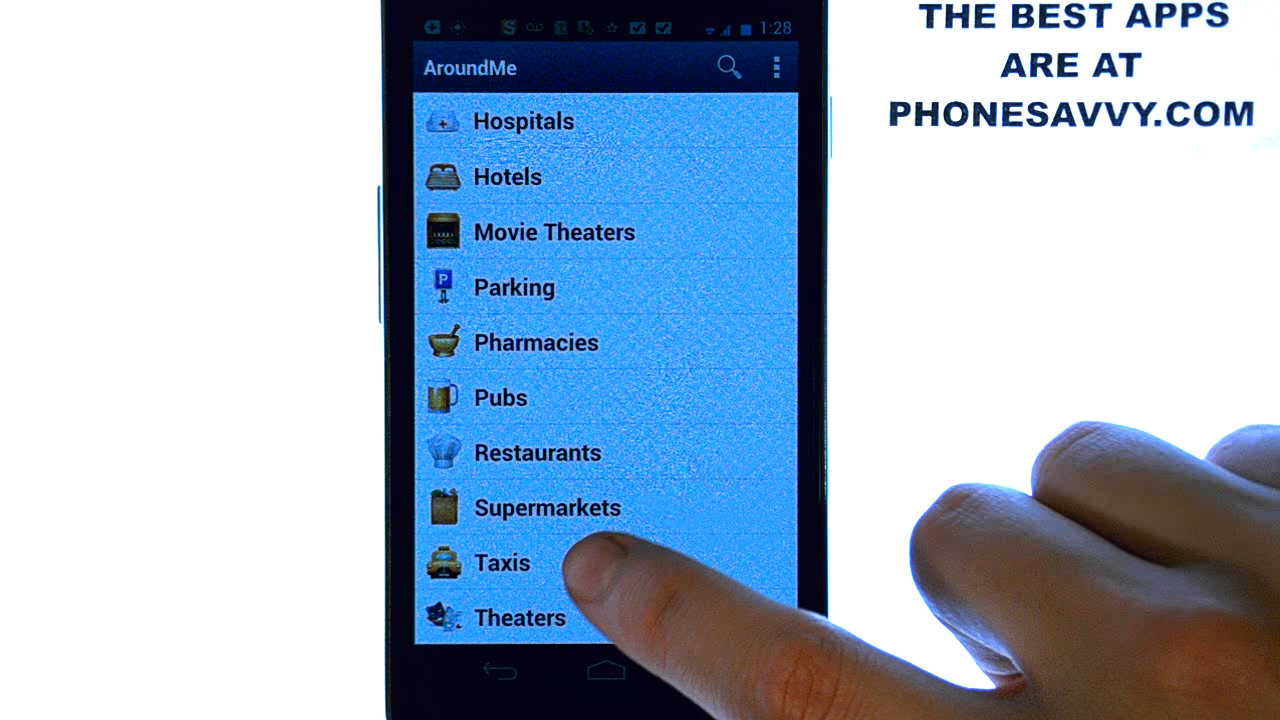 THE BEST APPS
ARE AT
PHONESAVVY.COM
1:28
AroundMe
Hospitals
Hotels
Movie Theaters
Parking
P
Pharmacies
Pubs
Restaurants
Supermarkets
Taxis
Theaters